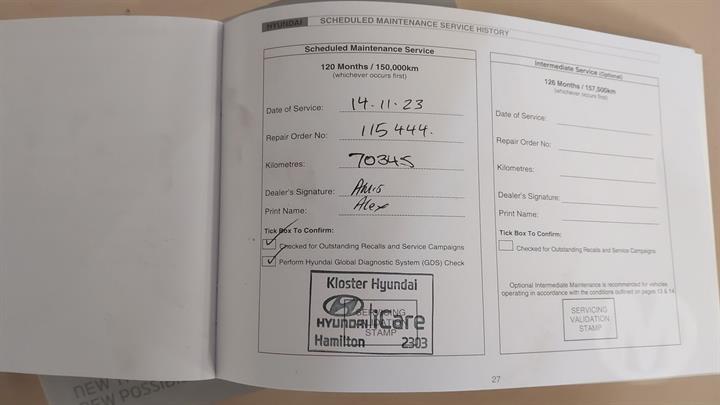 HYUNDAI SCHEDULED MAINTENANCE SERVICE HISTORY
Scheduled Maintenance Service
120 Months / 150,000km
(whichever occurs first)
Date of Service: 14.11.23
Repair Order No: 115444.
Kilometres: 70345
Dealer's Signature:
Print Name: Alex
Tick Box To Confirm:
Checked for Outstanding Recalls and Service Campaigns
Perform Hyundai Global Diagnostic System (GDS) Check
Kloster Hyundai
SERVICING
HYUNDAI iCare
VALIDATION
STAMP
Hamilton 2303
Intermediate Service (Optional)
126 Months / 157,500km
(whichever occurs first)
Date of Service:
Repair Order No:
Kilometres:
Dealer's Signature:
Print Name:
Tick Box To Confirm:
Checked for Outstanding Recalls and Service Campaigns
Optional Intermediate Maintenance is recommended for vehicles
operating in accordance with the conditions outlined on pages 13 & 14
SERVICING
VALIDATION
STAMP
27
NEW
NEW POSSIB